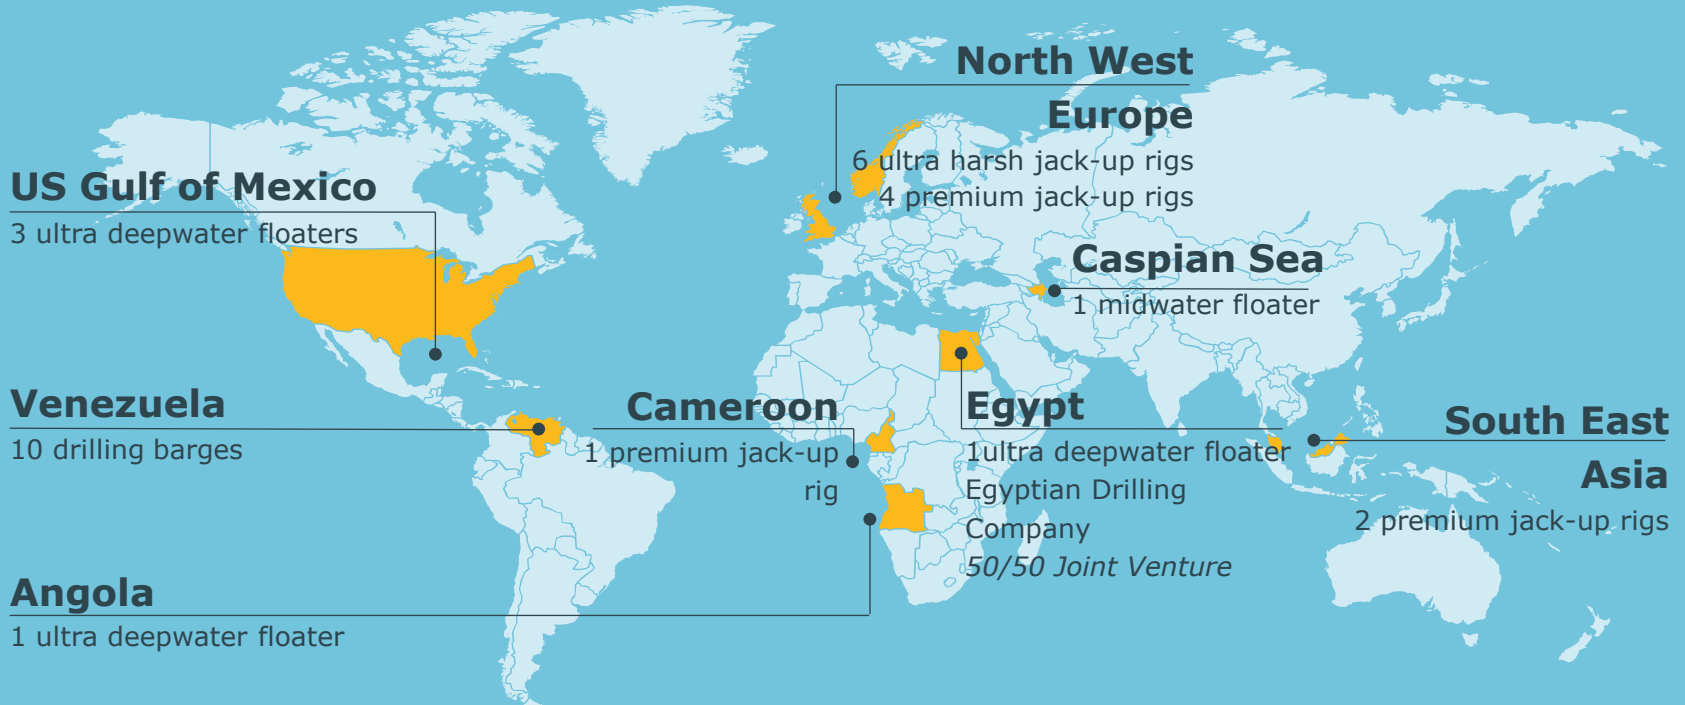 North West
Europe
6 ultra harsh jack-up rigs
4 premium jack-up rigs
US Gulf of Mexico
3 ultra deepwater floaters
Caspian Sea
1 midwater floater
Venezuela
10 drilling barges
Cameroon
1 premium jack-up
rig
Egypt
1ultra deepwater floater
Egyptian Drilling
Company
50/50 Joint Venture
South East
Asia
2 premium jack-up rigs
Angola
1 ultra deepwater floater